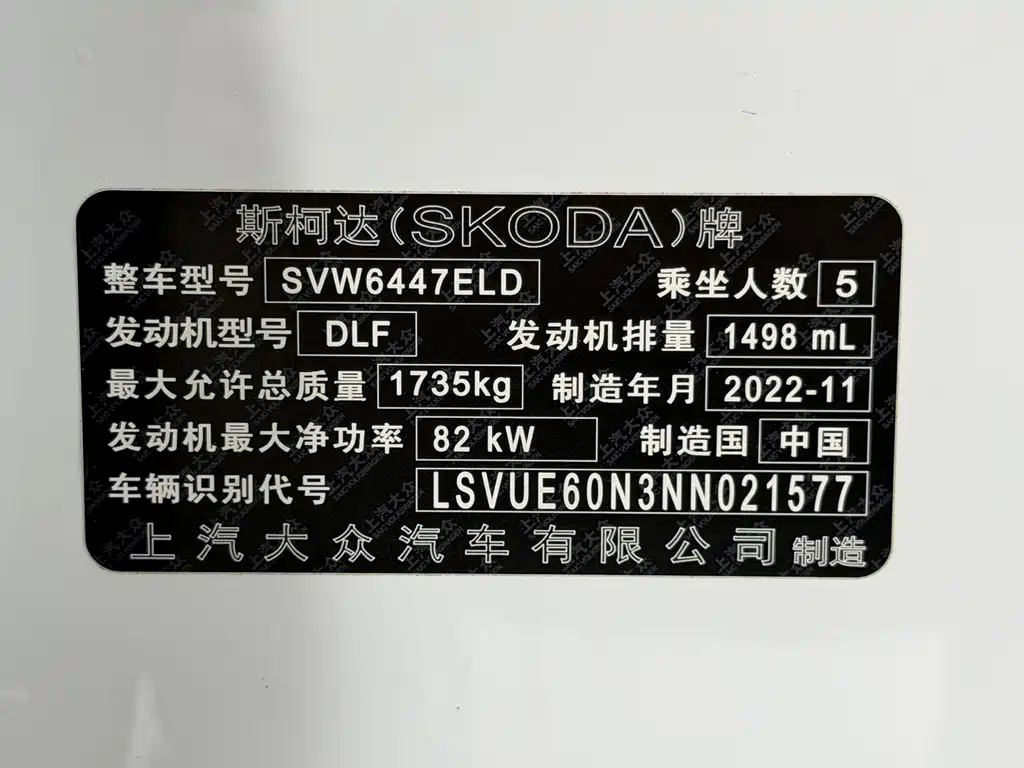 斯柯达(SKODA)牌
整车型号 SVW6447ELD 乘坐人数 5
发动机型号 DLF 发动机排量 1498 mL
最大允许总质量 1735kg 制造年月 2022-11
发动机最大净功率 82 kW 制造国 中国
车辆识别代号 LSVUE60N3NN021577
上汽大众汽车有限公司 制造